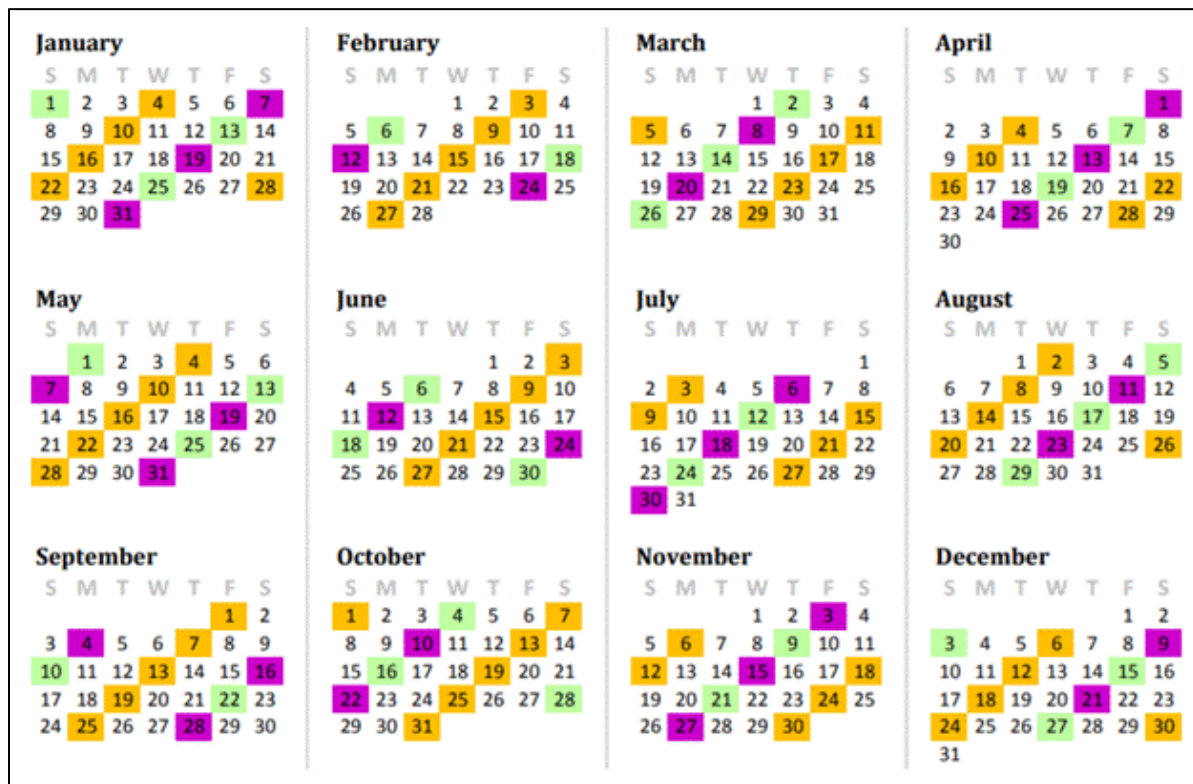 January February March April
S M T W T F S S M T W T F S S M T W T F S S M T W T F S
1 2 3 4 5 6 7 1 2 3 4 1 2 3 4 1
8 9 10 11 12 13 14 5 6 7 8 9 10 11 5 6 7 8 9 10 11 2 3 4 5 6 7 8
15 16 17 18 19 20 21 12 13 14 15 16 17 18 12 13 14 15 16 17 18 9 10 11 12 13 14 15
22 23 24 25 26 27 28 19 20 21 22 23 24 25 19 20 21 22 23 24 25 16 17 18 19 20 21 22
29 30 31 26 27 28 26 27 28 29 30 31 23 24 25 26 27 28 29
30
May June July August
S M T W T F S S M T W T F S S M T W T F S S M T W T F S
1 2 3 4 5 6 1 2 3 1 1 2 3 4 5
7 8 9 10 11 12 13 4 5 6 7 8 9 10 2 3 4 5 6 7 8 6 7 8 9 10 11 12
14 15 16 17 18 19 20 11 12 13 14 15 16 17 9 10 11 12 13 14 15 13 14 15 16 17 18 19
21 22 23 24 25 26 27 18 19 20 21 22 23 24 16 17 18 19 20 21 22 20 21 22 23 24 25 26
28 29 30 31 25 26 27 28 29 30 23 24 25 26 27 28 29 27 28 29 30 31
30 31
September October November December
S M T W T F S S M T W T F S S M T W T F S S M T W T F S
1 2 1 2 3 4 5 6 7 1 2 3 4 1 2
3 4 5 6 7 8 9 8 9 10 11 12 13 14 5 6 7 8 9 10 11 3 4 5 6 7 8 9
10 11 12 13 14 15 16 15 16 17 18 19 20 21 12 13 14 15 16 17 18 10 11 12 13 14 15 16
17 18 19 20 21 22 23 22 23 24 25 26 27 28 19 20 21 22 23 24 25 17 18 19 20 21 22 23
24 25 26 27 28 29 30 29 30 31 26 27 28 29 30 24 25 26 27 28 29 30
31